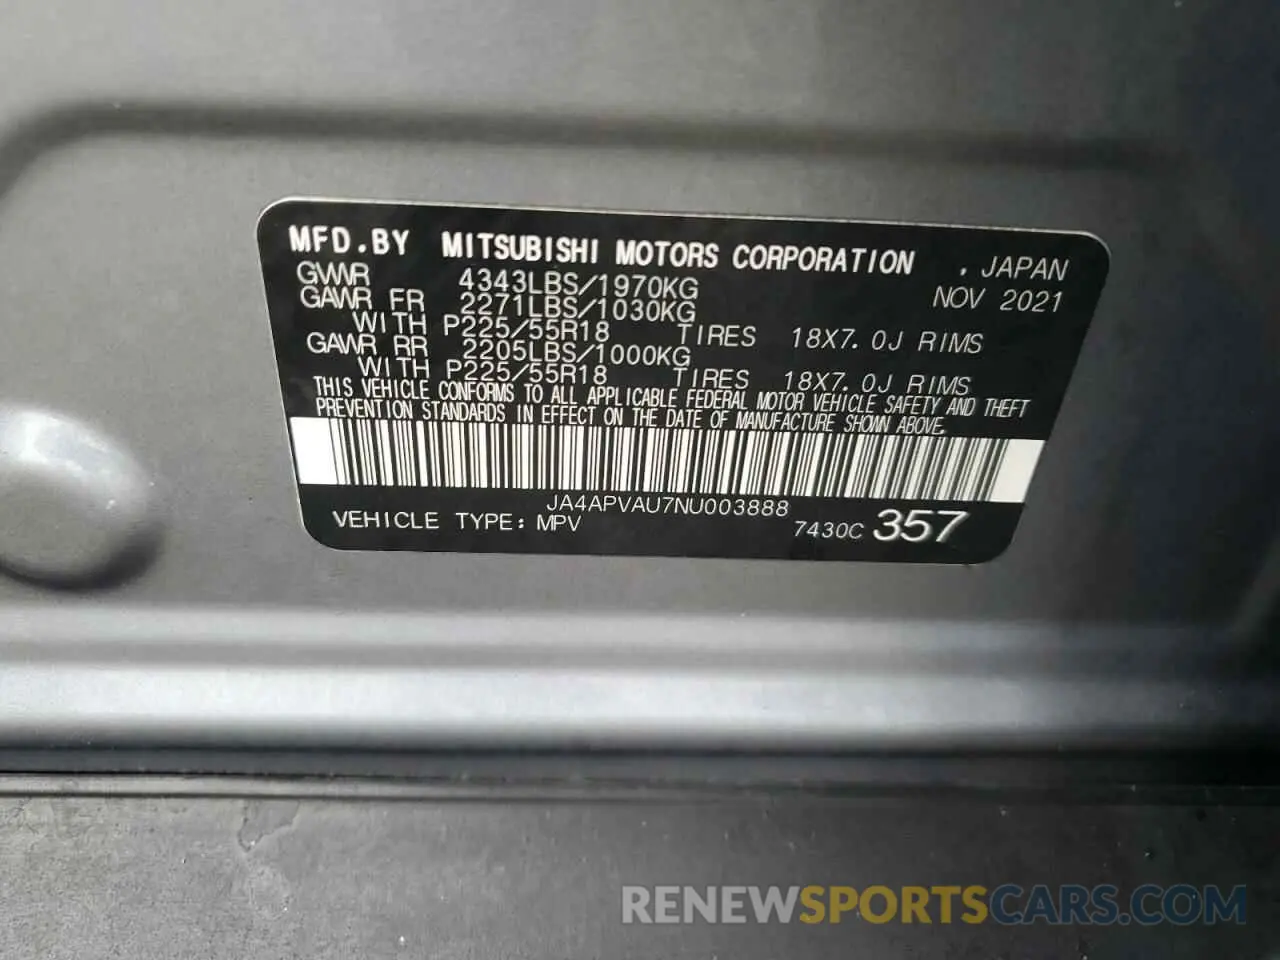 MFD.BY MITSUBISHI MOTORS CORPORATION , JAPAN
GVWR 4343LBS/1970KG NOV 2021
GAWR FR 2271LBS/1030KG
WITH P225/55R18 TIRES 18X7.0J RIMS
GAWR RR 2205LBS/1000KG
WITH P225/55R18 TIRES 18X7.0J RIMS
THIS VEHICLE CONFORMS TO ALL APPLICABLE FEDERAL MOTOR VEHICLE SAFETY AND THEFT
PREVENTION STANDARDS IN EFFECT ON THE DATE OF MANUFACTURE SHOWN ABOVE.
JA4APVAU7NU003888
VEHICLE TYPE: MPV 7430C 357
RENEWSPORTSCARS.COM